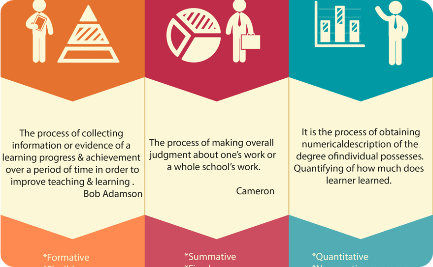 The process of collecting
information or evidence of a
learning progress & achievement
over a period of time in order to
improve teaching & learning .
Bob Adamson
The process of making overall
judgment about one's work or
a whole school's work.
Cameron
It is the process of obtaining
numericaldescription of the
degree ofindividual possesses.
Quantifying of how much does
learner learned.
*Formative
*Summative
*Quantitative